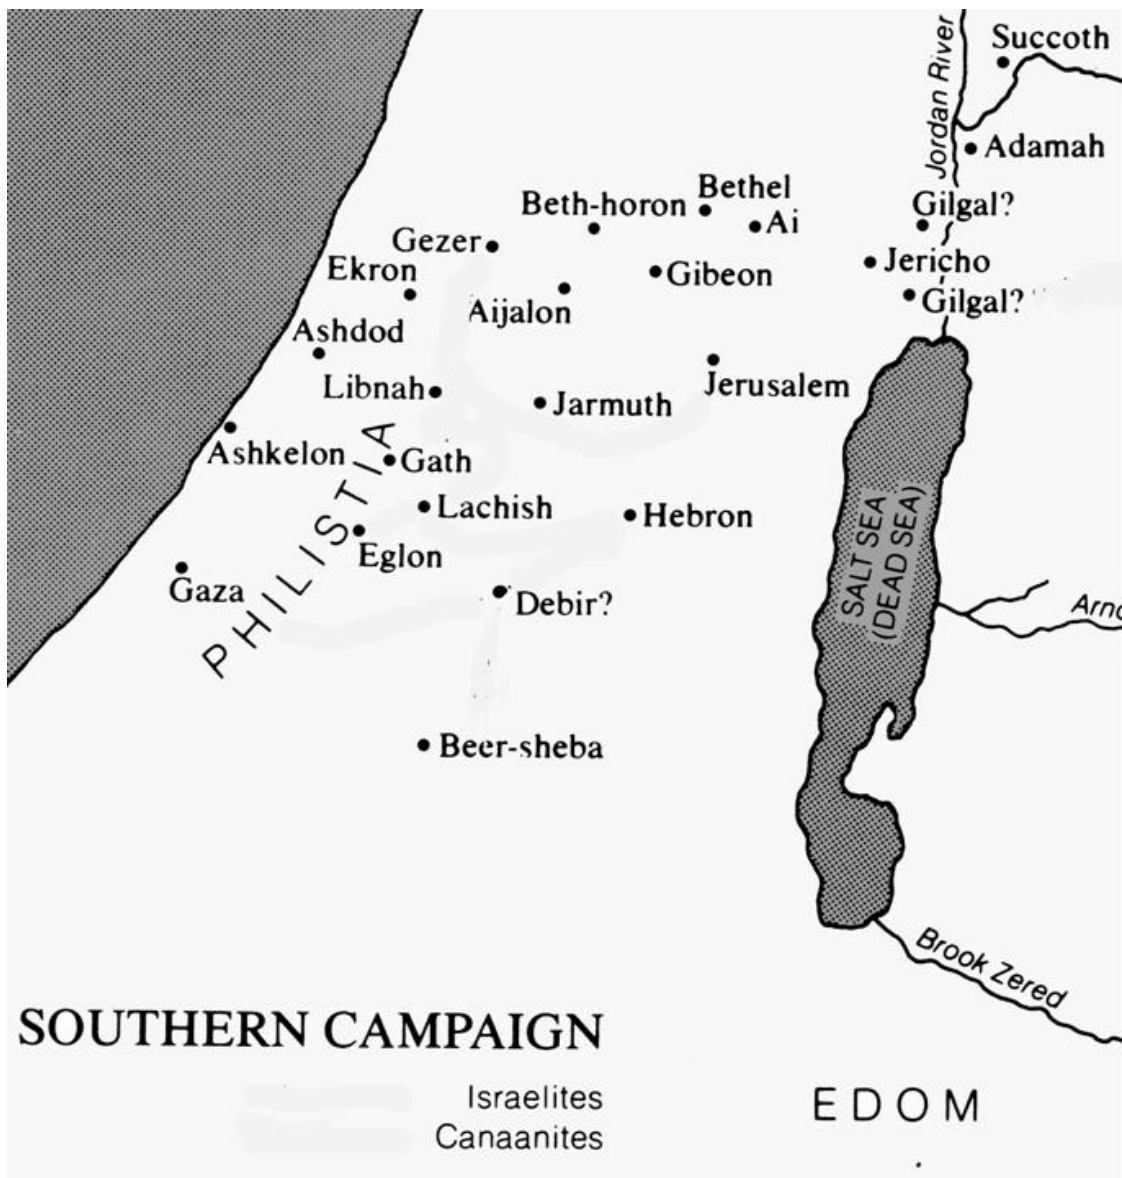 Succoth
Jordan River
Adamah
Bethel
Beth-horon
Ai
Gilgal?
Gezer
Ekron
Gibeon
Jericho
Aijalon
Gilgal?
Ashdod
Libnah
Jarmuth
Jerusalem
Ashkelon
Gath
PHILISTIA
Lachish
Hebron
Eglon
Gaza
Debir?
SALT SEA
(DEAD SEA)
Arno
Beer-sheba
Brook Zered
SOUTHERN CAMPAIGN
Israelites
Canaanites
EDOM